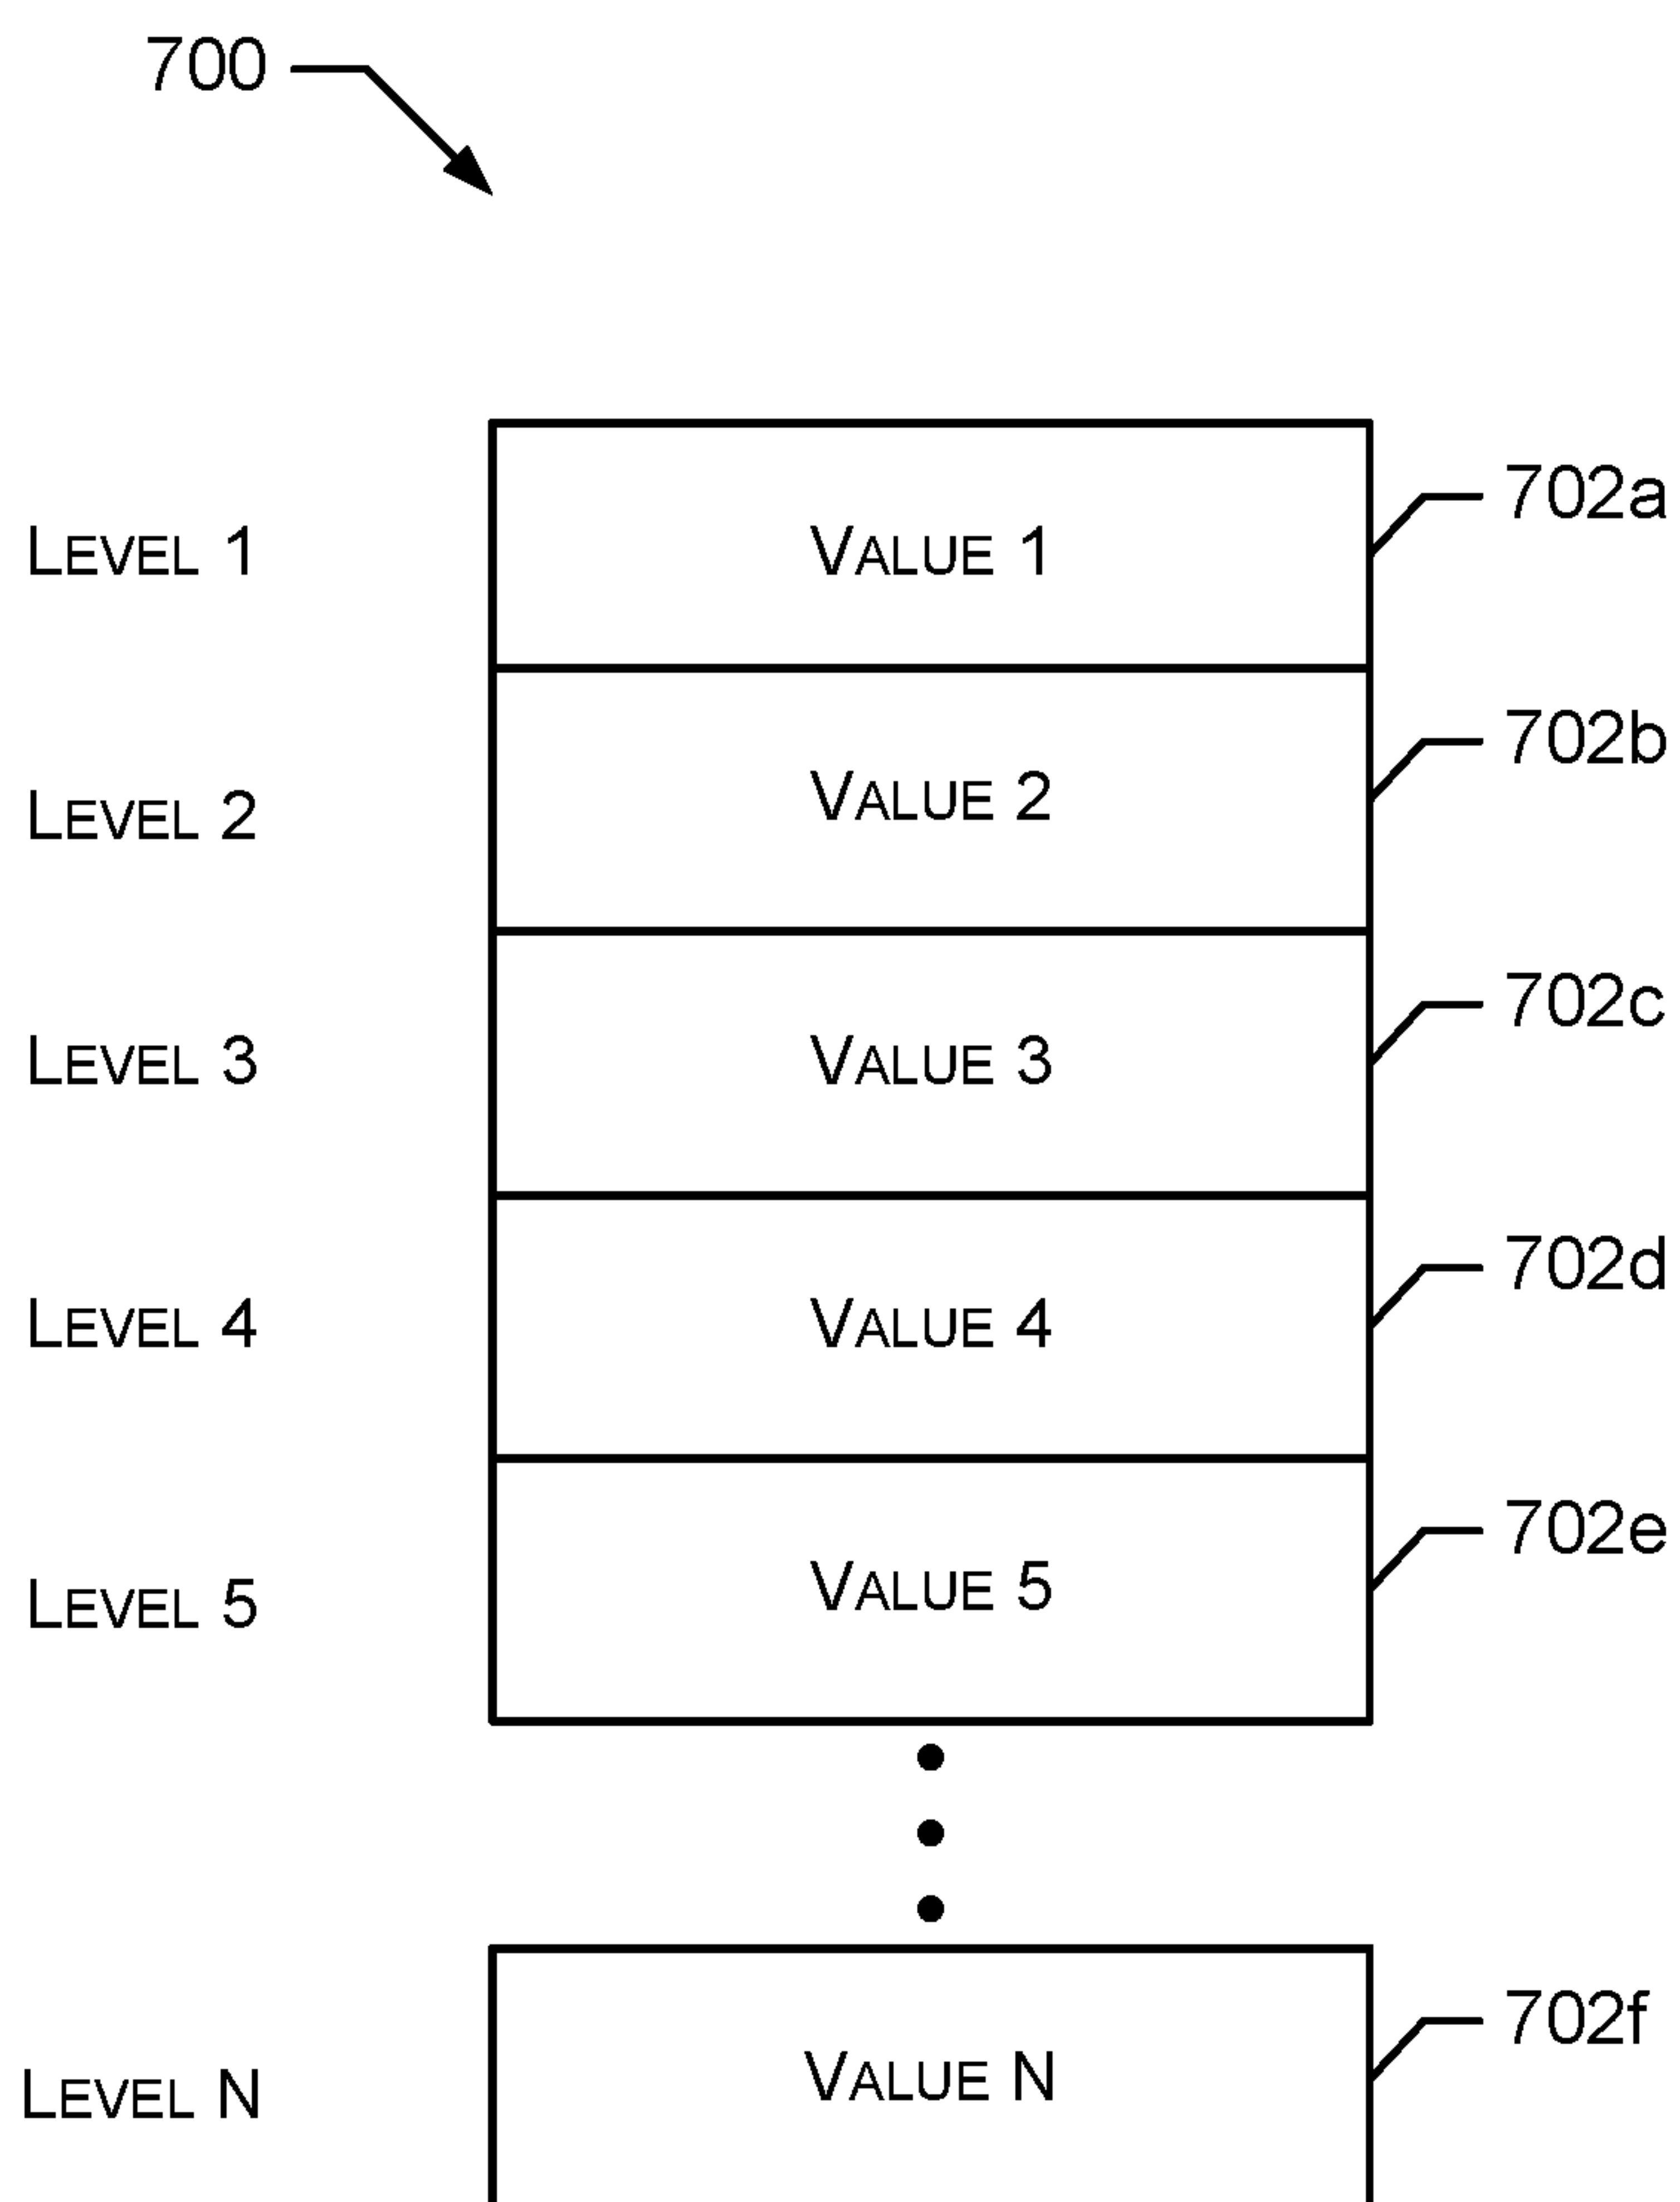 700
702a
LEVEL 1 VALUE 1
702b
LEVEL 2 VALUE 2
702c
LEVEL 3 VALUE 3
702d
LEVEL 4 VALUE 4
702e
LEVEL 5 VALUE 5
702f
LEVEL N VALUE N